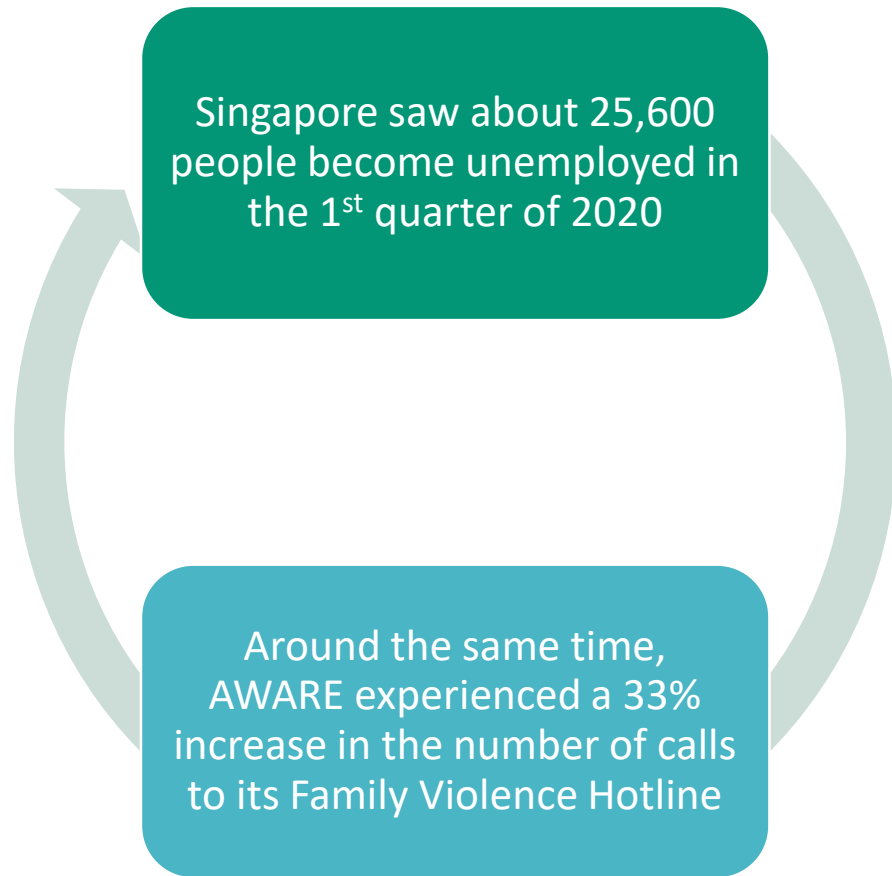 Singapore saw about 25,600
people become unemployed in
the 1st quarter of 2020
Around the same time,
AWARE experienced a 33%
increase in the number of calls
to its Family Violence Hotline